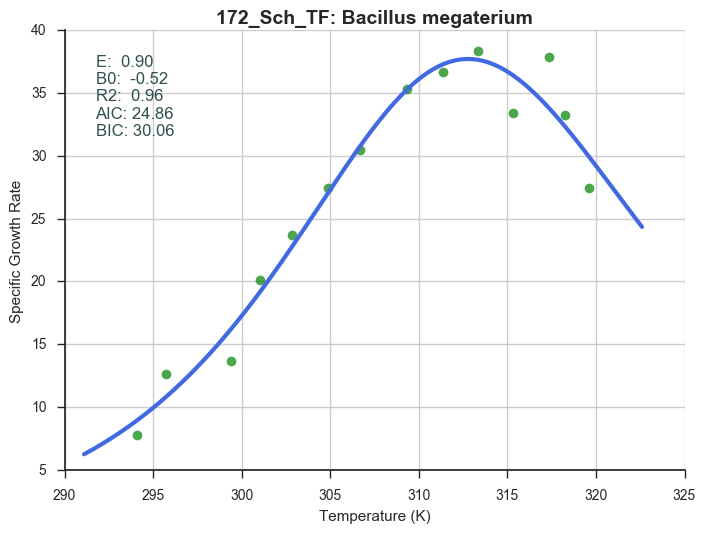 172_Sch_TF: Bacillus megaterium
E:  0.90
B0:  -0.52
R2:  0.96
AIC: 24.86
BIC: 30.06
Specific Growth Rate
40
35
30
25
20
15
10
5
290 295 300 305 310 315 320 325
Temperature (K)